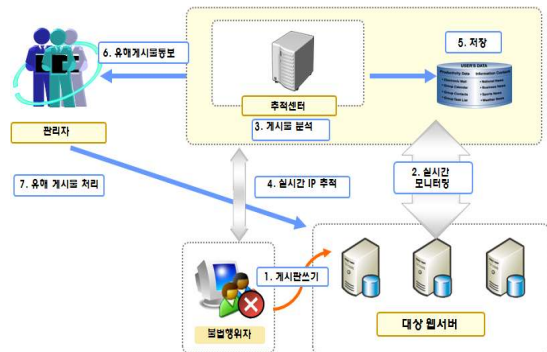 6. 유해게시물통보
5. 저장
USER'S DATA
추적센터
3. 게시물 분석
관리자
7. 유해 게시물 처리
4. 실시간 IP 추적
2. 실시간
모니터링
1. 게시판쓰기
불법행위자
대상 웹서버